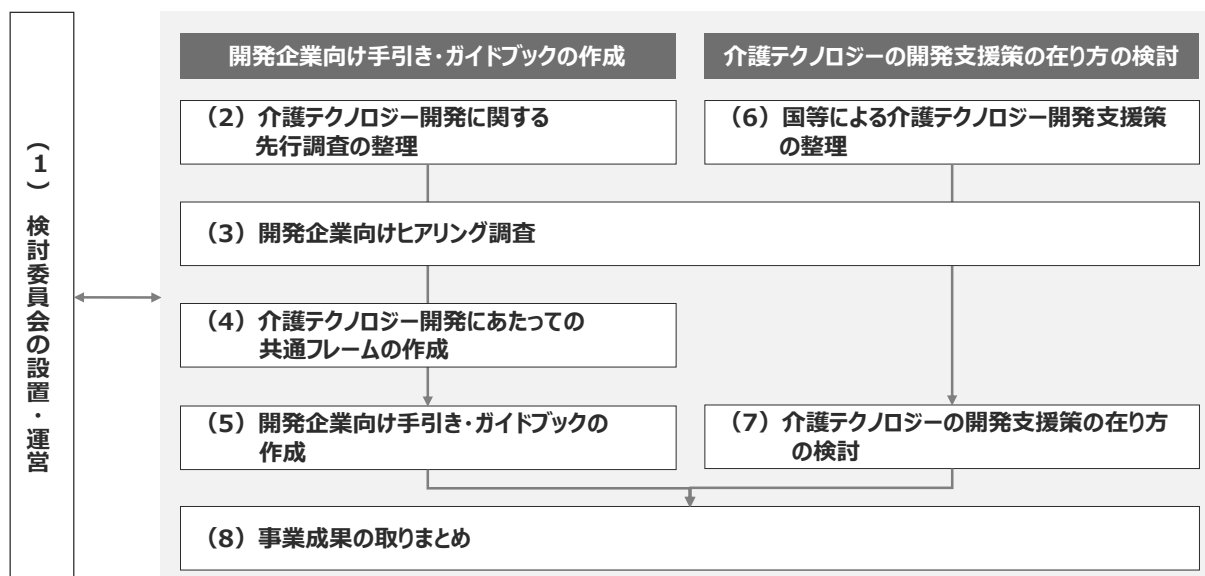 (1) 検討委員会の設置・運営
開発企業向け手引き・ガイドブックの作成
介護テクノロジーの開発支援策の在り方の検討
(2) 介護テクノロジー開発に関する
先行調査の整理
(6) 国等による介護テクノロジー開発支援策
の整理
(3) 開発企業向けヒアリング調査
(4) 介護テクノロジー開発にあたっての
共通フレームの作成
(5) 開発企業向け手引き・ガイドブックの
作成
(7) 介護テクノロジーの開発支援策の在り方
の検討
(8) 事業成果の取りまとめ